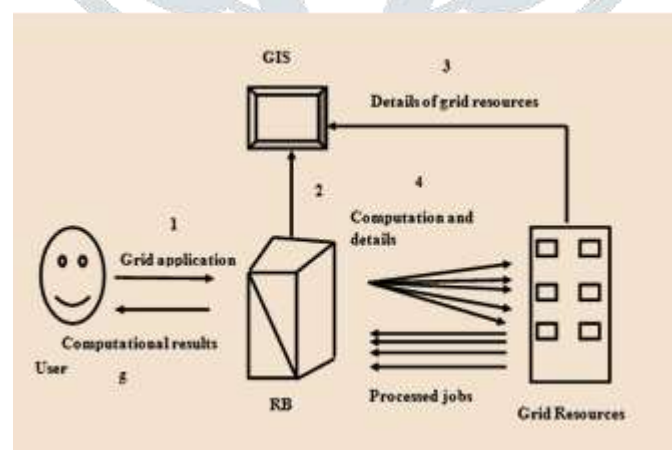 GIS
3
Details of grid resources
2
4
Computation and
details
1
Grid application
Computational results
User
g
RB
Processed jobs
Grid Resources